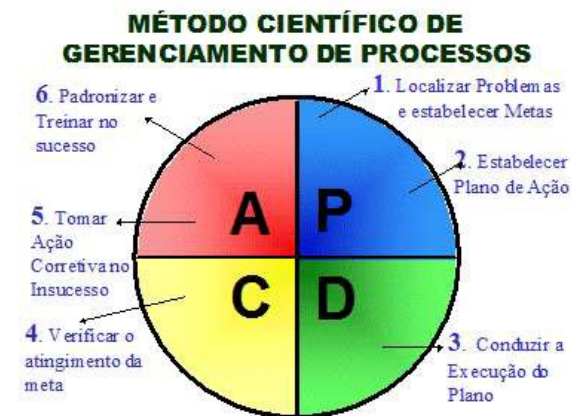 MÉTODO CIENTÍFICO DE
GERENCIAMENTO DE PROCESSOS
1. Localizar Problemas
e estabelecer Metas
2. Estabelecer
Plano de Ação
3. Conduzir a
Execução do
Plano
4. Verificar o
atingimento da
meta
5. Tomar
Ação
Corretiva no
Insucesso
6. Padronizar e
Treinar no
sucesso
A
P
C
D